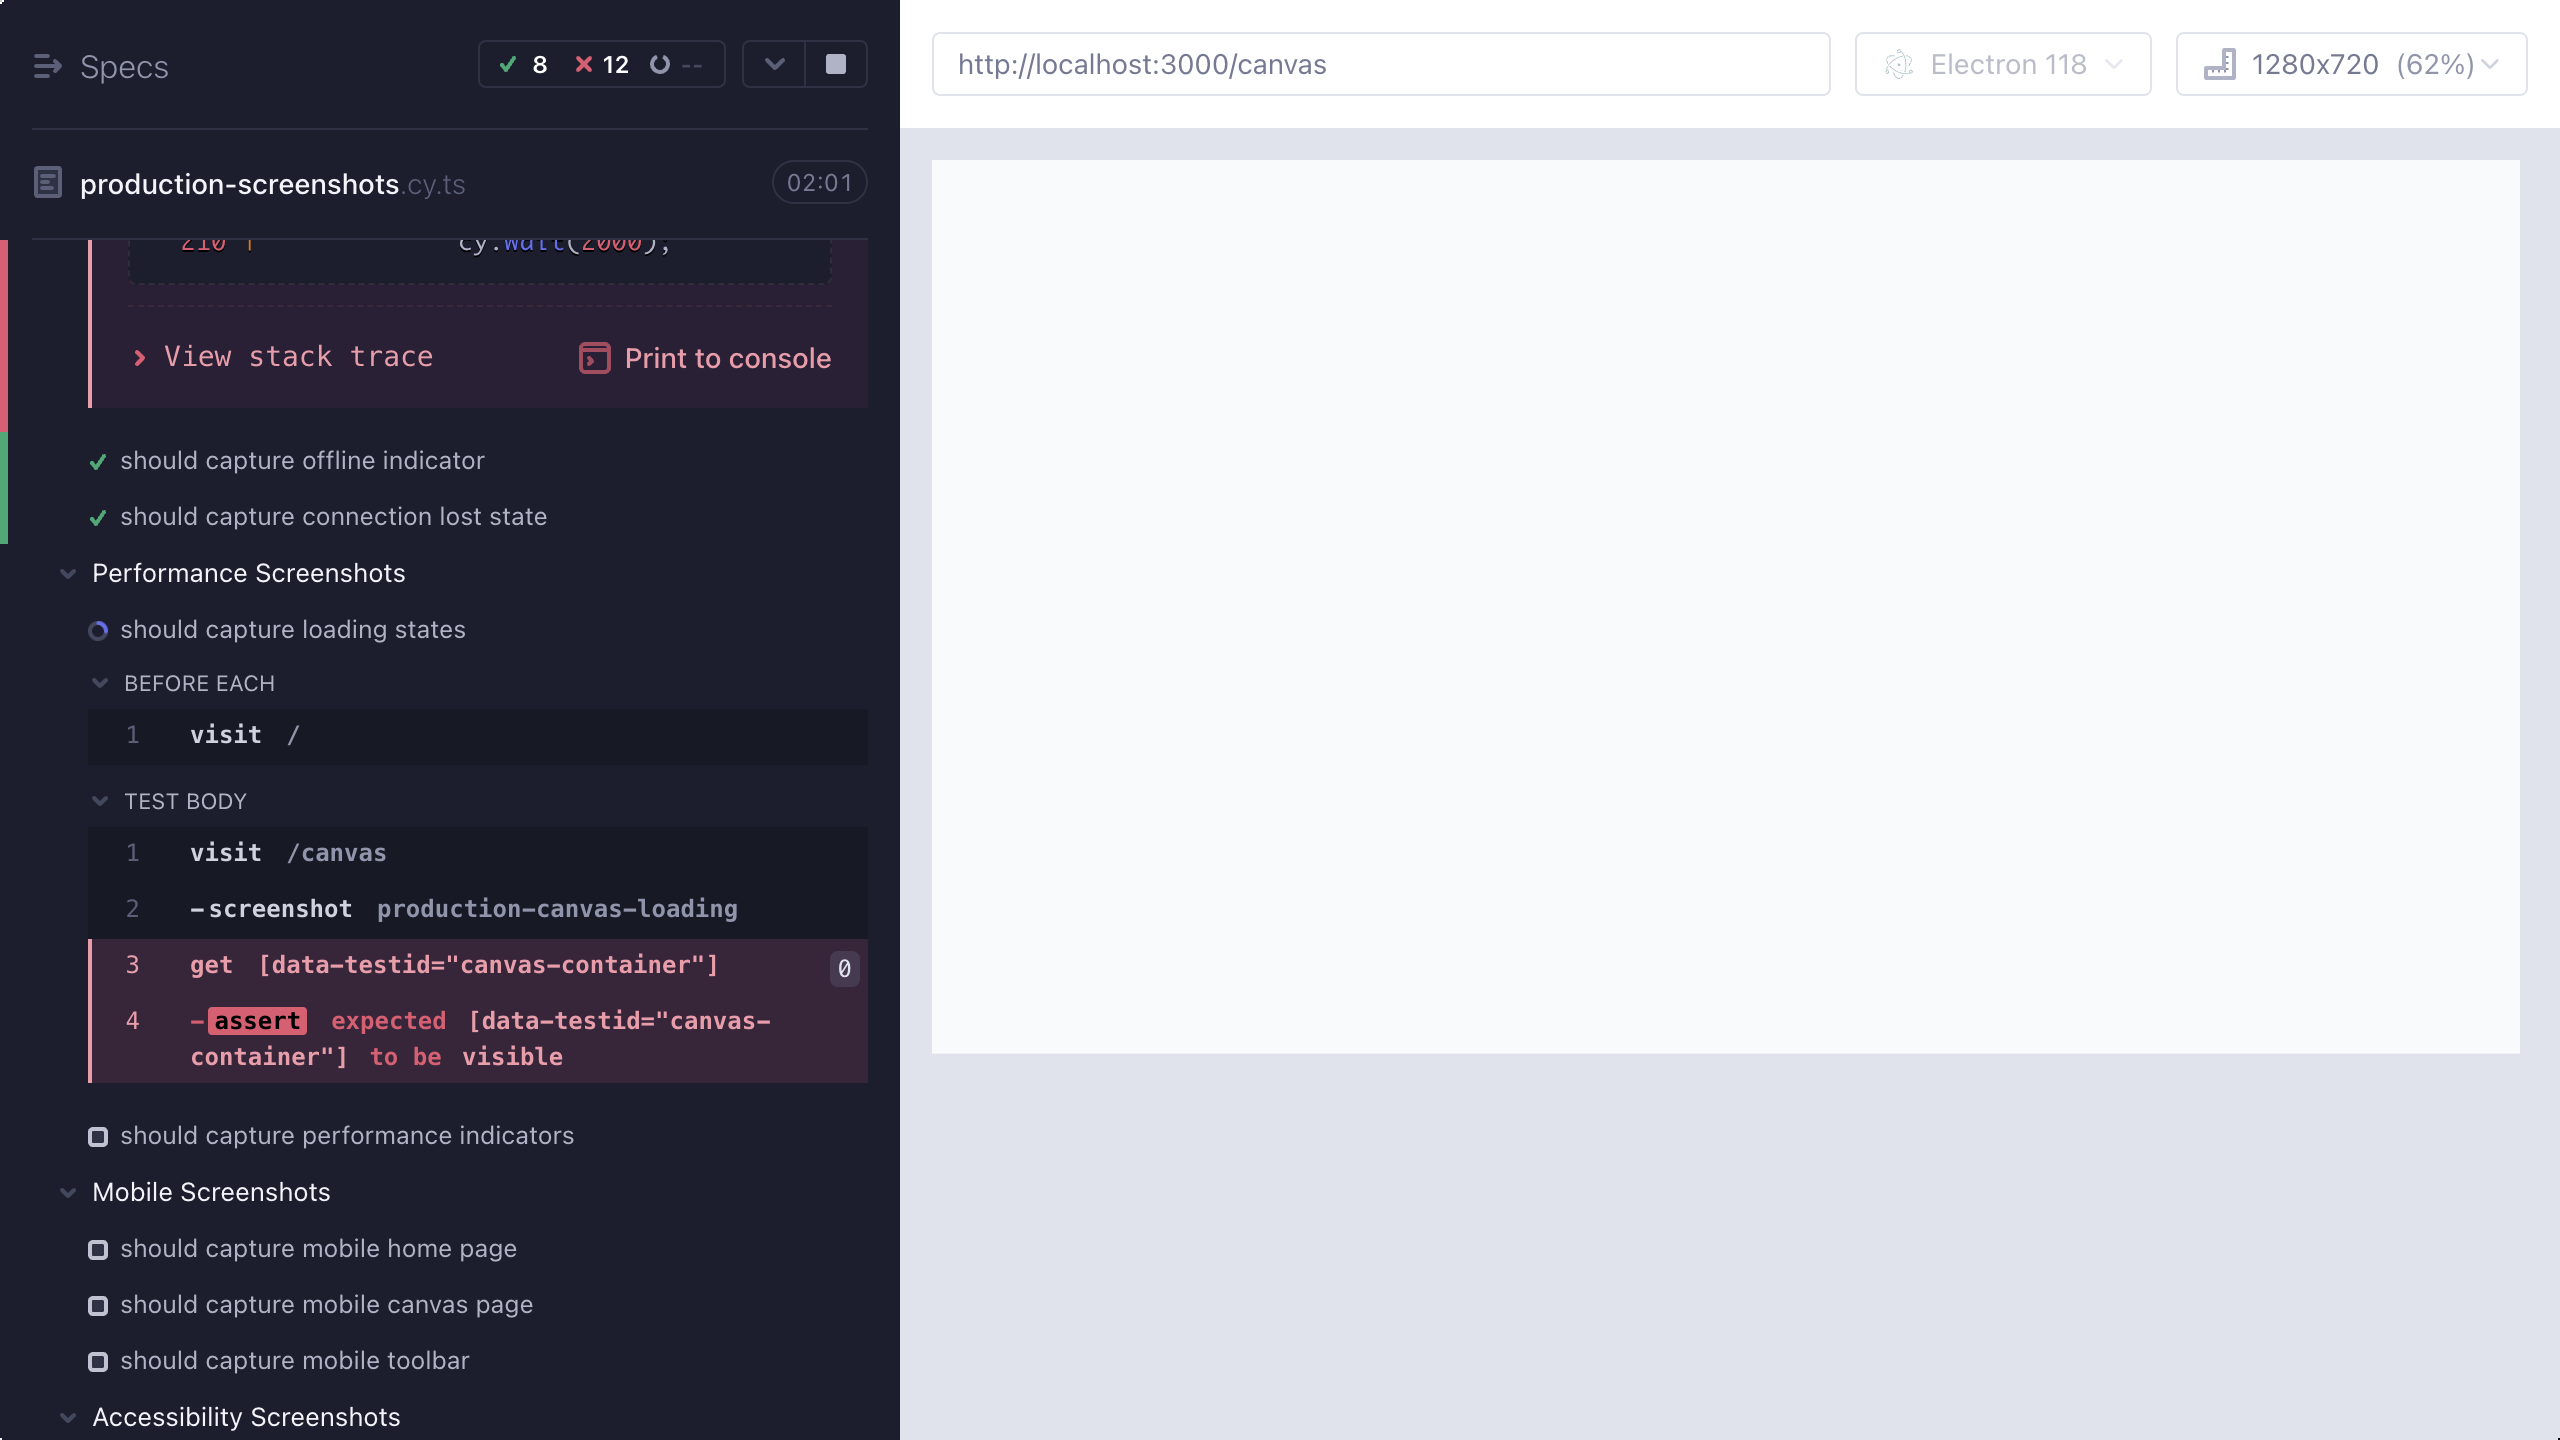 Specs
8 12 --
http://localhost:3000/canvas
Electron 118
1280x720 (62%)
production-screenshots.cy.ts
02:01
210 | cy.wait(2000);
View stack trace
Print to console
should capture offline indicator
should capture connection lost state
Performance Screenshots
should capture loading states
BEFORE EACH
1 visit /
TEST BODY
1 visit /canvas
2 -screenshot production-canvas-loading
3 get [data-testid="canvas-container"] 0
4 -assert expected [data-testid="canvas-
container"] to be visible
should capture performance indicators
Mobile Screenshots
should capture mobile home page
should capture mobile canvas page
should capture mobile toolbar
Accessibility Screenshots